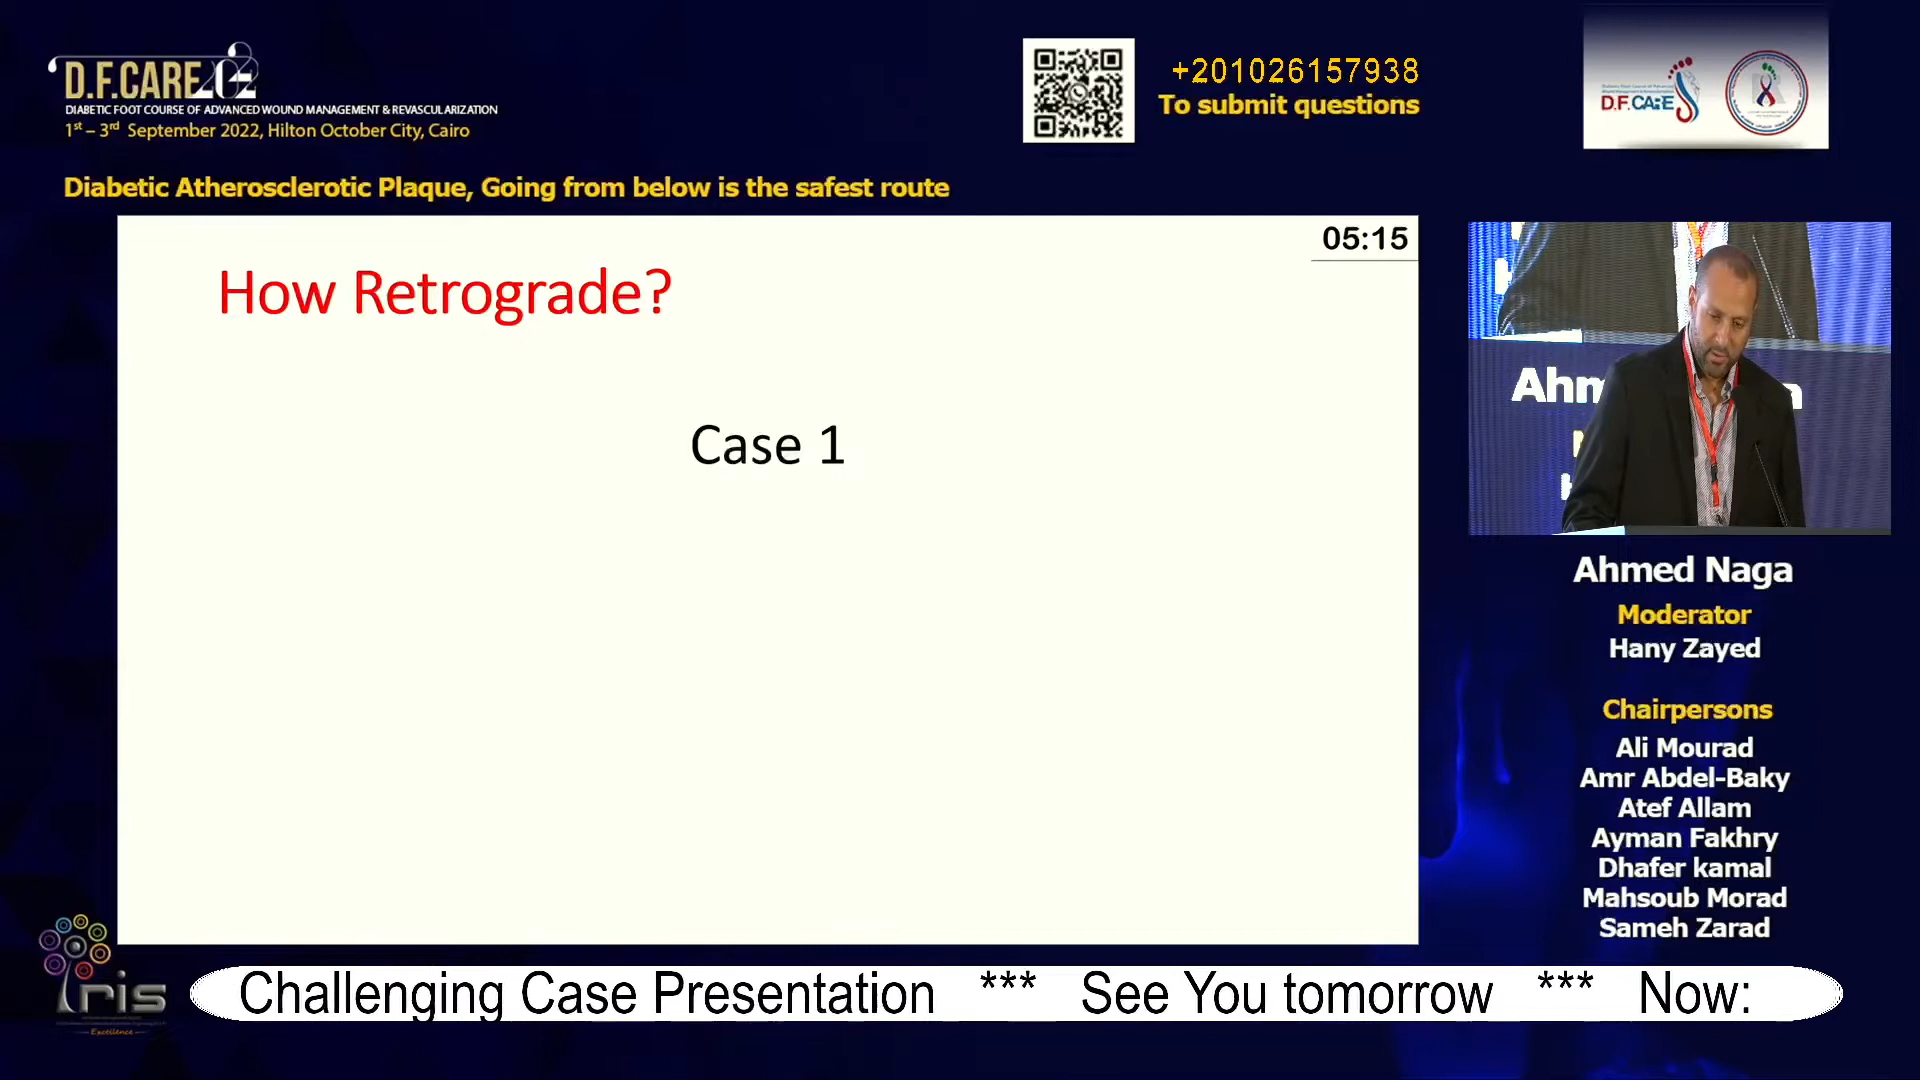 D.F.CARE2022
DIABETIC FOOT COURSE OF ADVANCED WOUND MANAGEMENT & REVASCULARIZATION
1st – 3rd September 2022, Hilton October City, Cairo
+201026157938
To submit questions
D.F.CARE
Diabetic Atherosclerotic Plaque, Going from below is the safest route
05:15
How Retrograde?
Case 1
Ahm
Ahmed Naga
Moderator
Hany Zayed
Chairpersons
Ali Mourad
Amr Abdel-Baky
Atef Allam
Ayman Fakhry
Dhafer kamal
Mahsoub Morad
Sameh Zarad
Iris
Excellence
Challenging Case Presentation *** See You tomorrow *** Now: